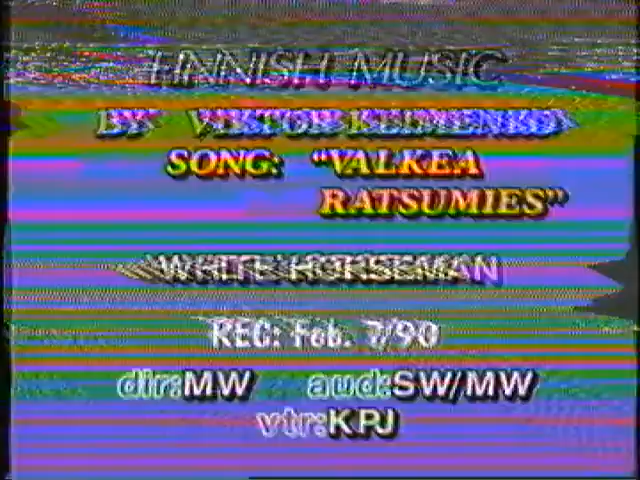 FINNISH MUSIC
BY VIKTOR KLIMENKO
SONG: "VALKEA
RATSUMIES"
WHITE HORSEMAN
REC: Feb. 7/90
dir:MW aud:SW/MW
vtr:KPJ